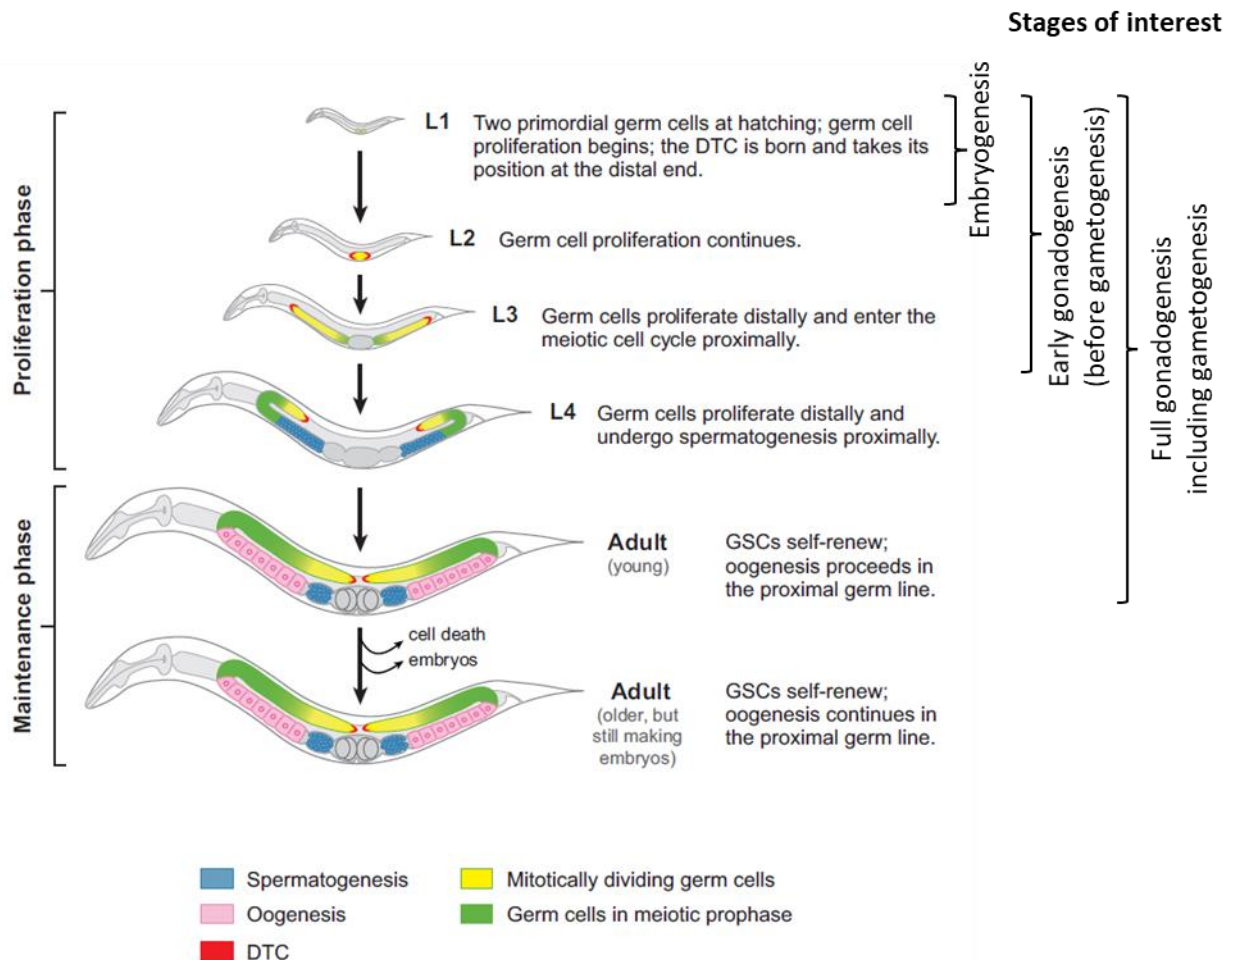 Stages of interest
Proliferation phase
L1
Two primordial germ cells at hatching; germ cell
proliferation begins; the DTC is born and takes its
position at the distal end.
L2
Germ cell proliferation continues.
L3
Germ cells proliferate distally and enter the
meiotic cell cycle proximally.
L4
Germ cells proliferate distally and
undergo spermatogenesis proximally.
Maintenance phase
Adult
(young)
GSCs self-renew;
oogenesis proceeds in
the proximal germ line.
cell death
embryos
Adult
(older, but
still making
embryos)
GSCs self-renew;
oogenesis continues in
the proximal germ line.
Embryogenesis
Early gonadogenesis
(before gametogenesis)
Full gonadogenesis
including gametogenesis
Spermatogenesis
Oogenesis
DTC
Mitotically dividing germ cells
Germ cells in meiotic prophase